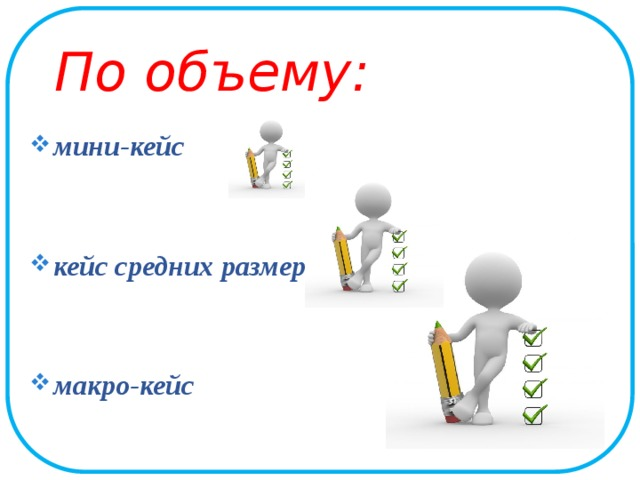 По объему:
мини-кейс
кейс средних размер
макро-кейс